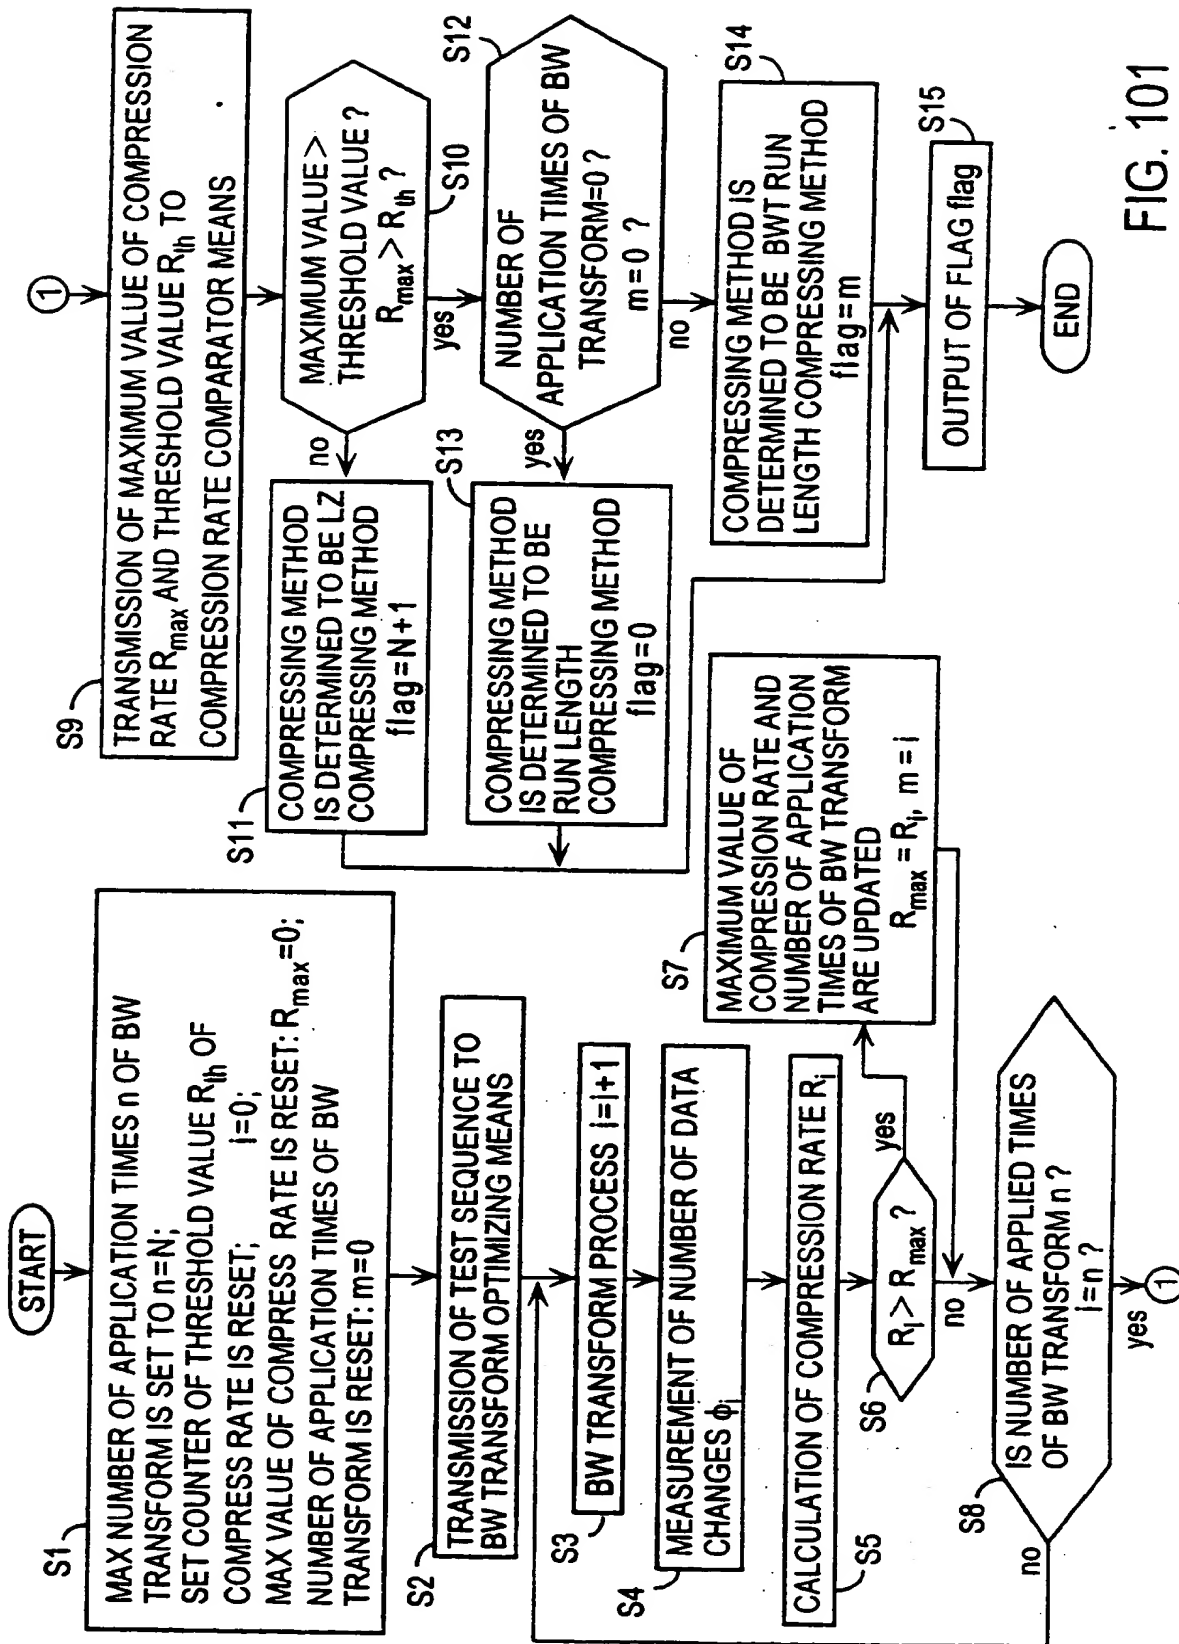 START
S1
MAX NUMBER OF APPLICATION TIMES n OF BW
TRANSFORM IS SET TO n=N;
SET COUNTER OF THRESHOLD VALUE Rth OF
COMPRESS RATE IS RESET; i=0;
MAX VALUE OF COMPRESS RATE IS RESET: Rmax=0;
NUMBER OF APPLICATION TIMES OF BW
TRANSFORM IS RESET: m=0
S2
TRANSMISSION OF TEST SEQUENCE TO
BW TRANSFORM OPTIMIZING MEANS
S3
BW TRANSFORM PROCESS i=i+1
S4
MEASUREMENT OF NUMBER OF DATA
CHANGES ϕi
S5
CALCULATION OF COMPRESSION RATE Ri
S6
Ri > Rmax ?
yes
no
S7
MAXIMUM VALUE OF
COMPRESSION RATE AND
NUMBER OF APPLICATION
TIMES OF BW TRANSFORM
ARE UPDATED
Rmax = Ri, m = i
S8
IS NUMBER OF APPLIED TIMES
OF BW TRANSFORM n ?
i=n ?
no
yes
1
1
S9
TRANSMISSION OF MAXIMUM VALUE OF COMPRESSION
RATE Rmax AND THRESHOLD VALUE Rth TO
COMPRESSION RATE COMPARATOR MEANS
MAXIMUM VALUE >
THRESHOLD VALUE ?
Rmax > Rth ?
S10
no
yes
S11
COMPRESSING METHOD
IS DETERMINED TO BE LZ
COMPRESSING METHOD
flag=N+1
S12
NUMBER OF
APPLICATION TIMES OF BW
TRANSFORM=0 ?
m=0 ?
yes
no
S13
COMPRESSING METHOD
IS DETERMINED TO BE
RUN LENGTH
COMPRESSING METHOD
flag=0
S14
COMPRESSING METHOD IS
DETERMINED TO BE BWT RUN
LENGTH COMPRESSING METHOD
flag=m
S15
OUTPUT OF FLAG flag
END
FIG. 101